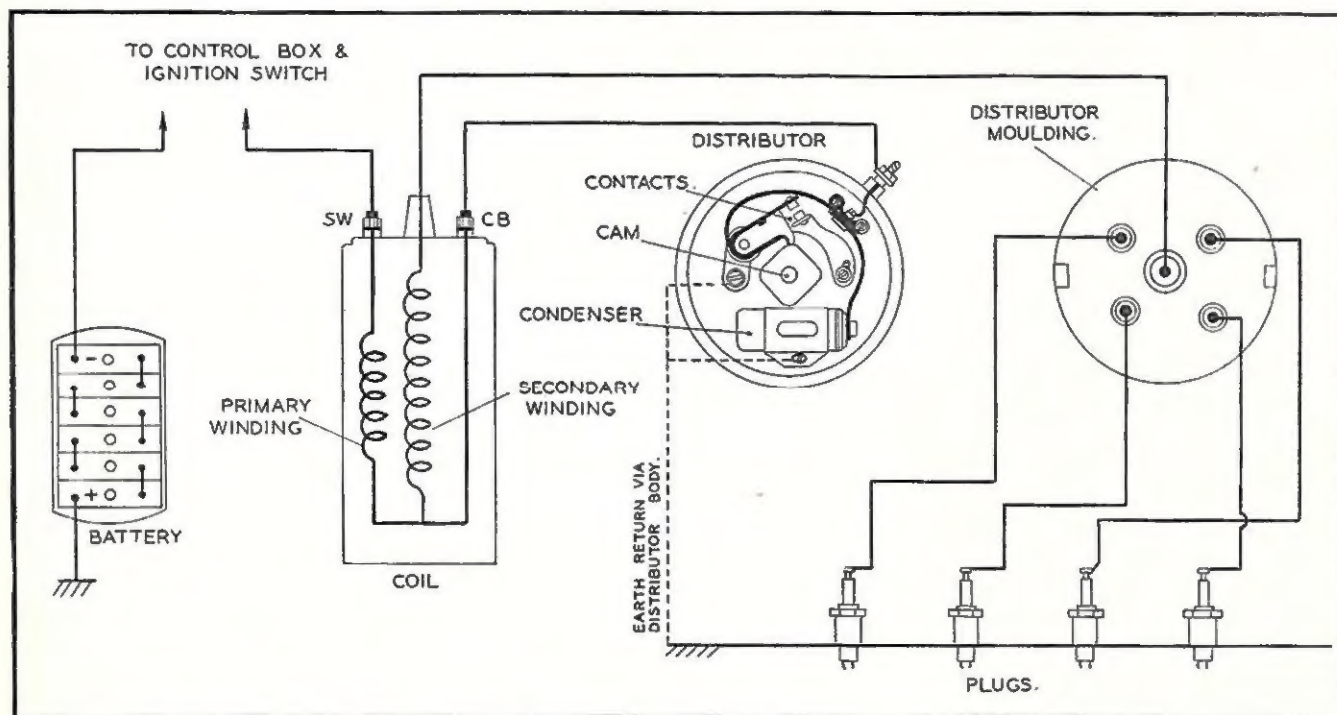 TO CONTROL BOX &
IGNITION SWITCH
DISTRIBUTOR
DISTRIBUTOR
MOULDING.
CONTACTS.
SW
CB
CAM
CONDENSER
-
PRIMARY
WINDING
SECONDARY
WINDING
+
BATTERY
COIL
EARTH RETURN VIA
DISTRIBUTOR BODY.
PLUGS.